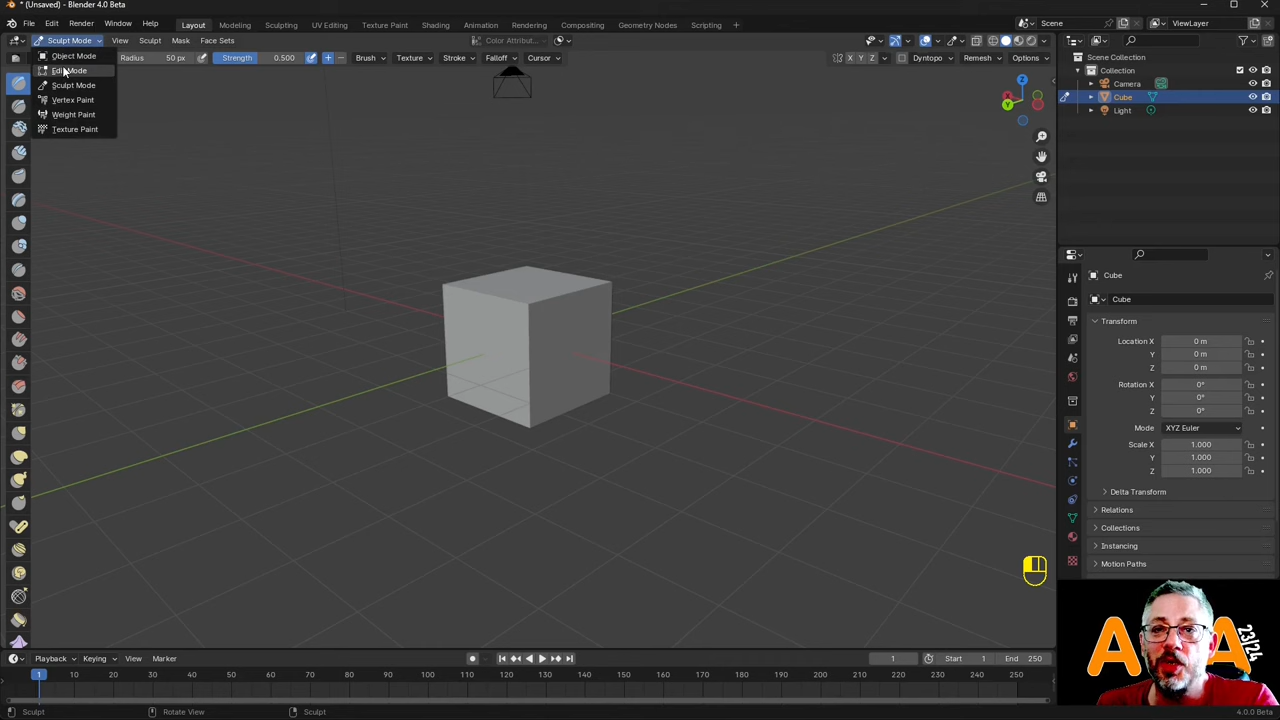 * (Unsaved) - Blender 4.0 Beta
File Edit Render Window Help Layout Modeling Sculpting UV Editing Texture Paint Shading Animation Rendering Compositing Geometry Nodes Scripting + Scene ViewLayer
Sculpt Mode View Sculpt Mask Face Sets Color Attribut...
Radius 50 px Strength 0.500 Brush Texture Stroke Falloff Cursor X Y Z Dyntopo Remesh Options
Object Mode
Edit Mode
Sculpt Mode
Vertex Paint
Weight Paint
Texture Paint
Z
Y
Scene Collection
Collection
Camera
Cube
Light
Cube
Cube
Transform
Location X 0 m
Y 0 m
Z 0 m
Rotation X 0°
Y 0°
Z 0°
Mode XYZ Euler
Scale X 1.000
Y 1.000
Z 1.000
Delta Transform
Relations
Collections
Instancing
Motion Paths
23/24
Playback Keying View Marker 1 Start 1 End 250
1 10 20 30 40 50 60 70 80 90 100 110 120 130 140 150 160 170 180 190 200 210 220 230 240 250
Sculpt Rotate View Sculpt 4.0.0 Beta